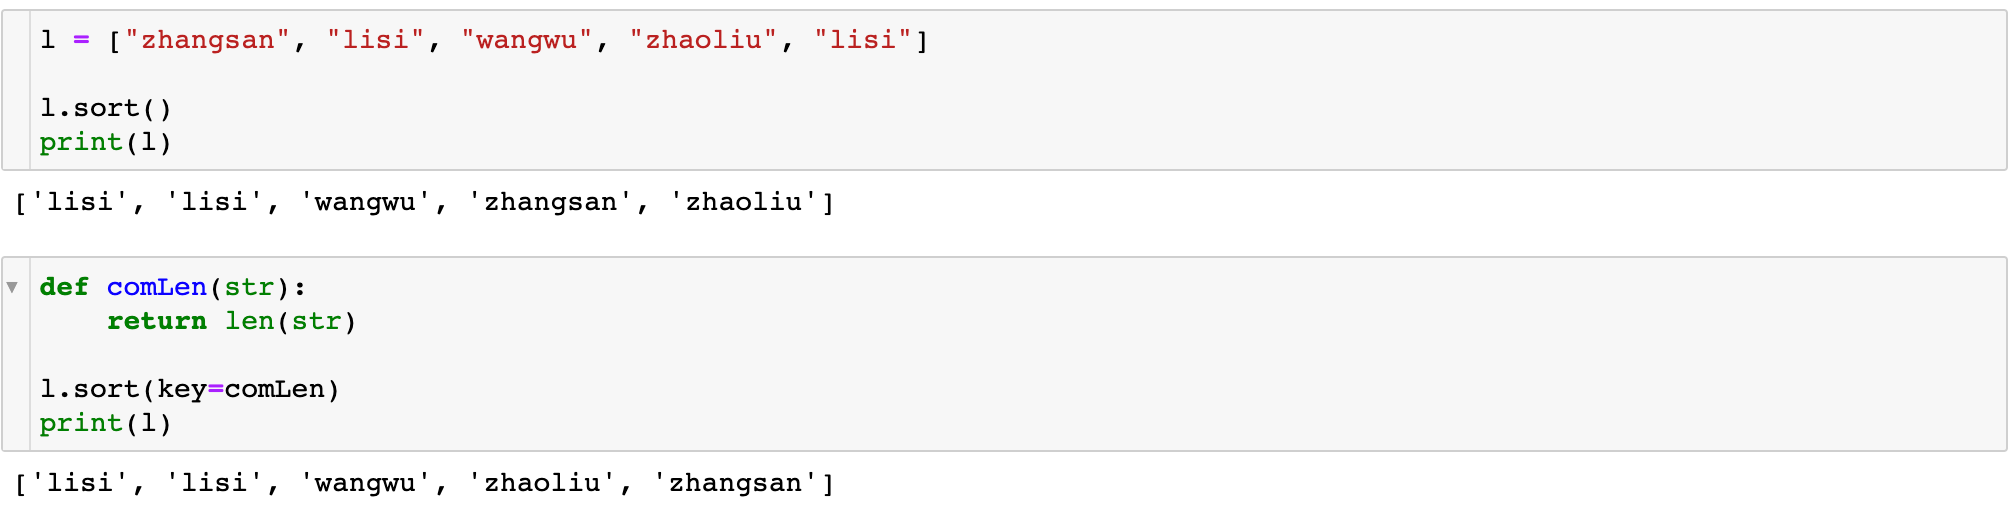 l = ["zhangsan", "lisi", "wangwu", "zhaoliu", "lisi"]
l.sort()
print(l)
['lisi', 'lisi', 'wangwu', 'zhangsan', 'zhaoliu']
def comLen(str):
    return len(str)
l.sort(key=comLen)
print(l)
['lisi', 'lisi', 'wangwu', 'zhaoliu', 'zhangsan']